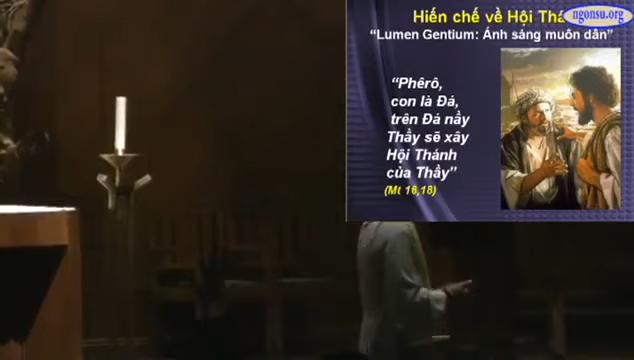 Hiến chế về Hội
ngonsu.org
“Lumen Gentium: Ánh sáng muôn dân”
“Phêrô,
con là Đá,
trên Đá nầy
Thầy sẽ xây
Hội Thánh
của Thầy”
(Mt 16,18)